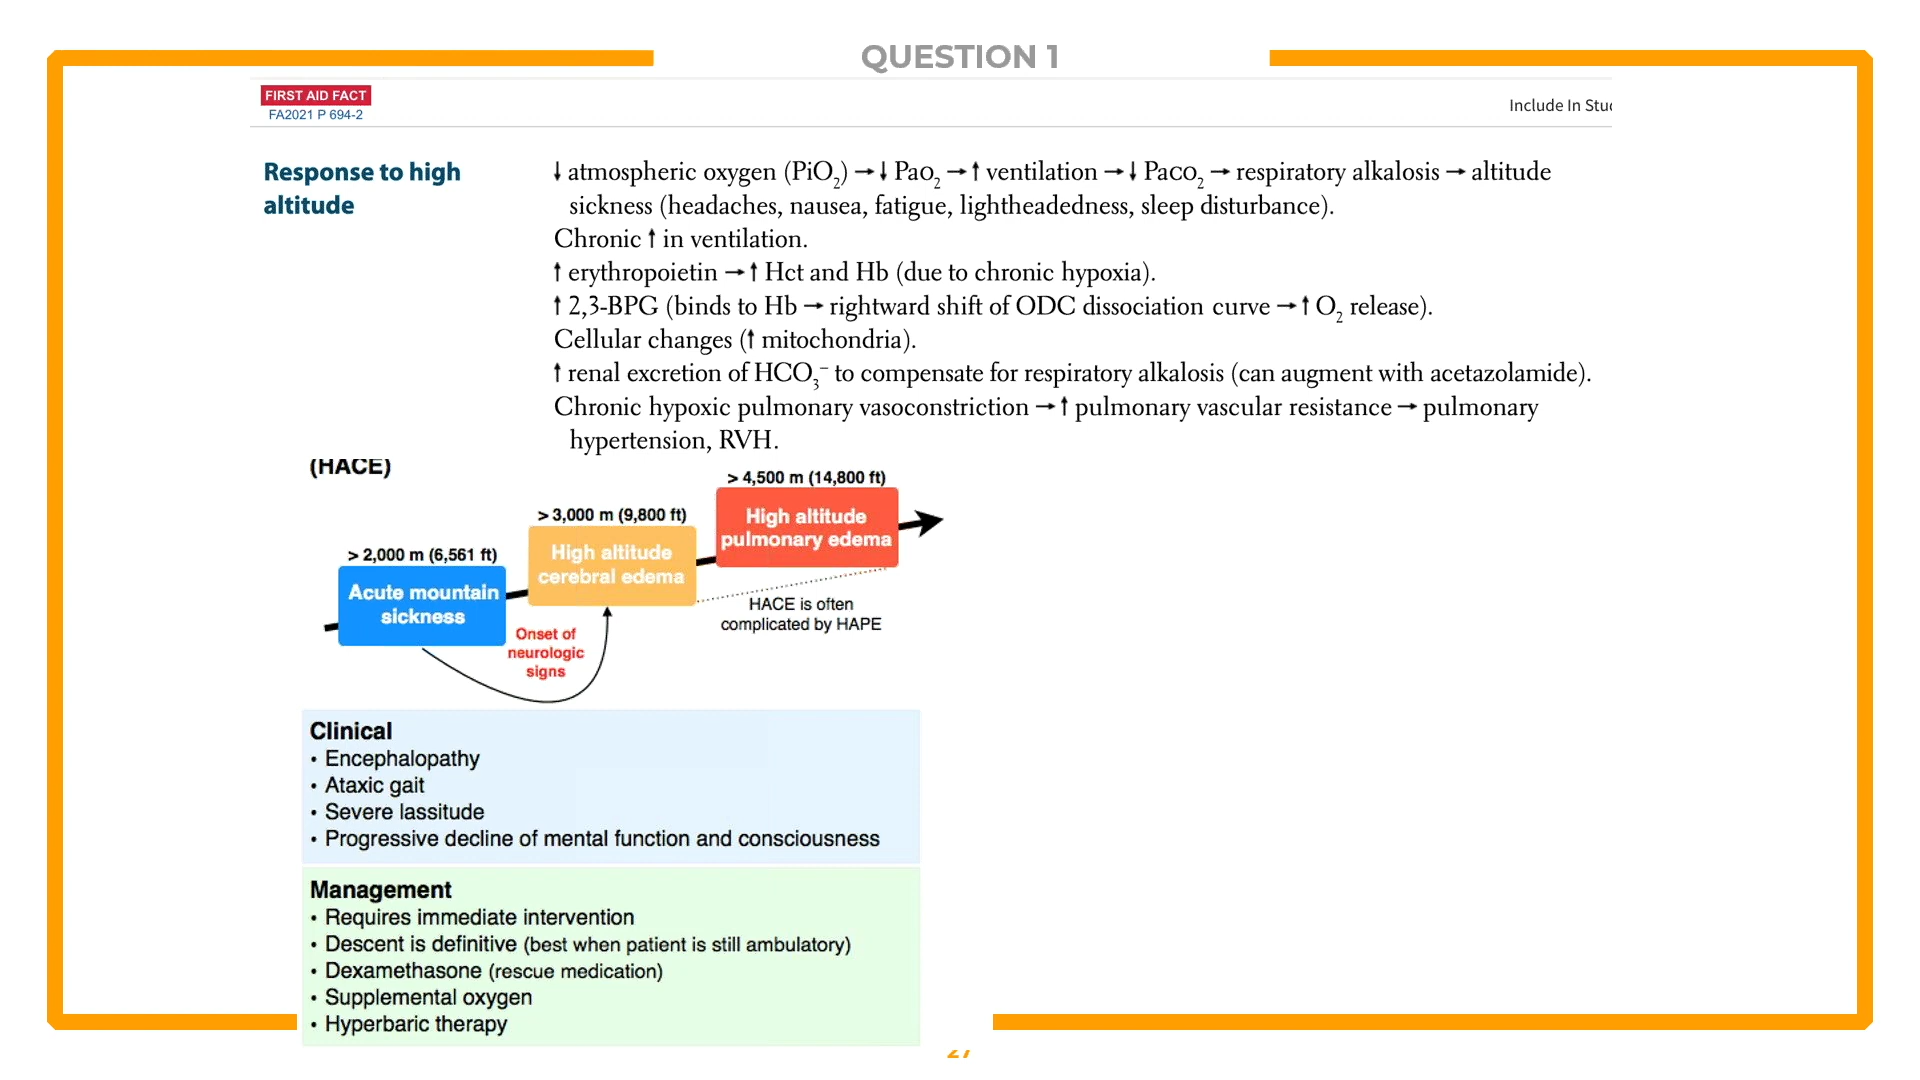 QUESTION 1
FIRST AID FACT
FA2021 P 694-2
Include In Stu
Response to high
altitude
↓ atmospheric oxygen (PiO₂) → ↓ PaO₂ → ↑ ventilation → ↓ PaCO₂ → respiratory alkalosis → altitude
sickness (headaches, nausea, fatigue, lightheadedness, sleep disturbance).
Chronic ↑ in ventilation.
↑ erythropoietin → ↑ Hct and Hb (due to chronic hypoxia).
↑ 2,3-BPG (binds to Hb → rightward shift of ODC dissociation curve → ↑ O₂ release).
Cellular changes (↑ mitochondria).
↑ renal excretion of HCO₃⁻ to compensate for respiratory alkalosis (can augment with acetazolamide).
Chronic hypoxic pulmonary vasoconstriction → ↑ pulmonary vascular resistance → pulmonary
hypertension, RVH.
(HACE)
> 4,500 m (14,800 ft)
High altitude
pulmonary edema
> 3,000 m (9,800 ft)
High altitude
cerebral edema
> 2,000 m (6,561 ft)
Acute mountain
sickness
HACE is often
complicated by HAPE
Onset of
neurologic
signs
Clinical
• Encephalopathy
• Ataxic gait
• Severe lassitude
• Progressive decline of mental function and consciousness
Management
• Requires immediate intervention
• Descent is definitive (best when patient is still ambulatory)
• Dexamethasone (rescue medication)
• Supplemental oxygen
• Hyperbaric therapy
27